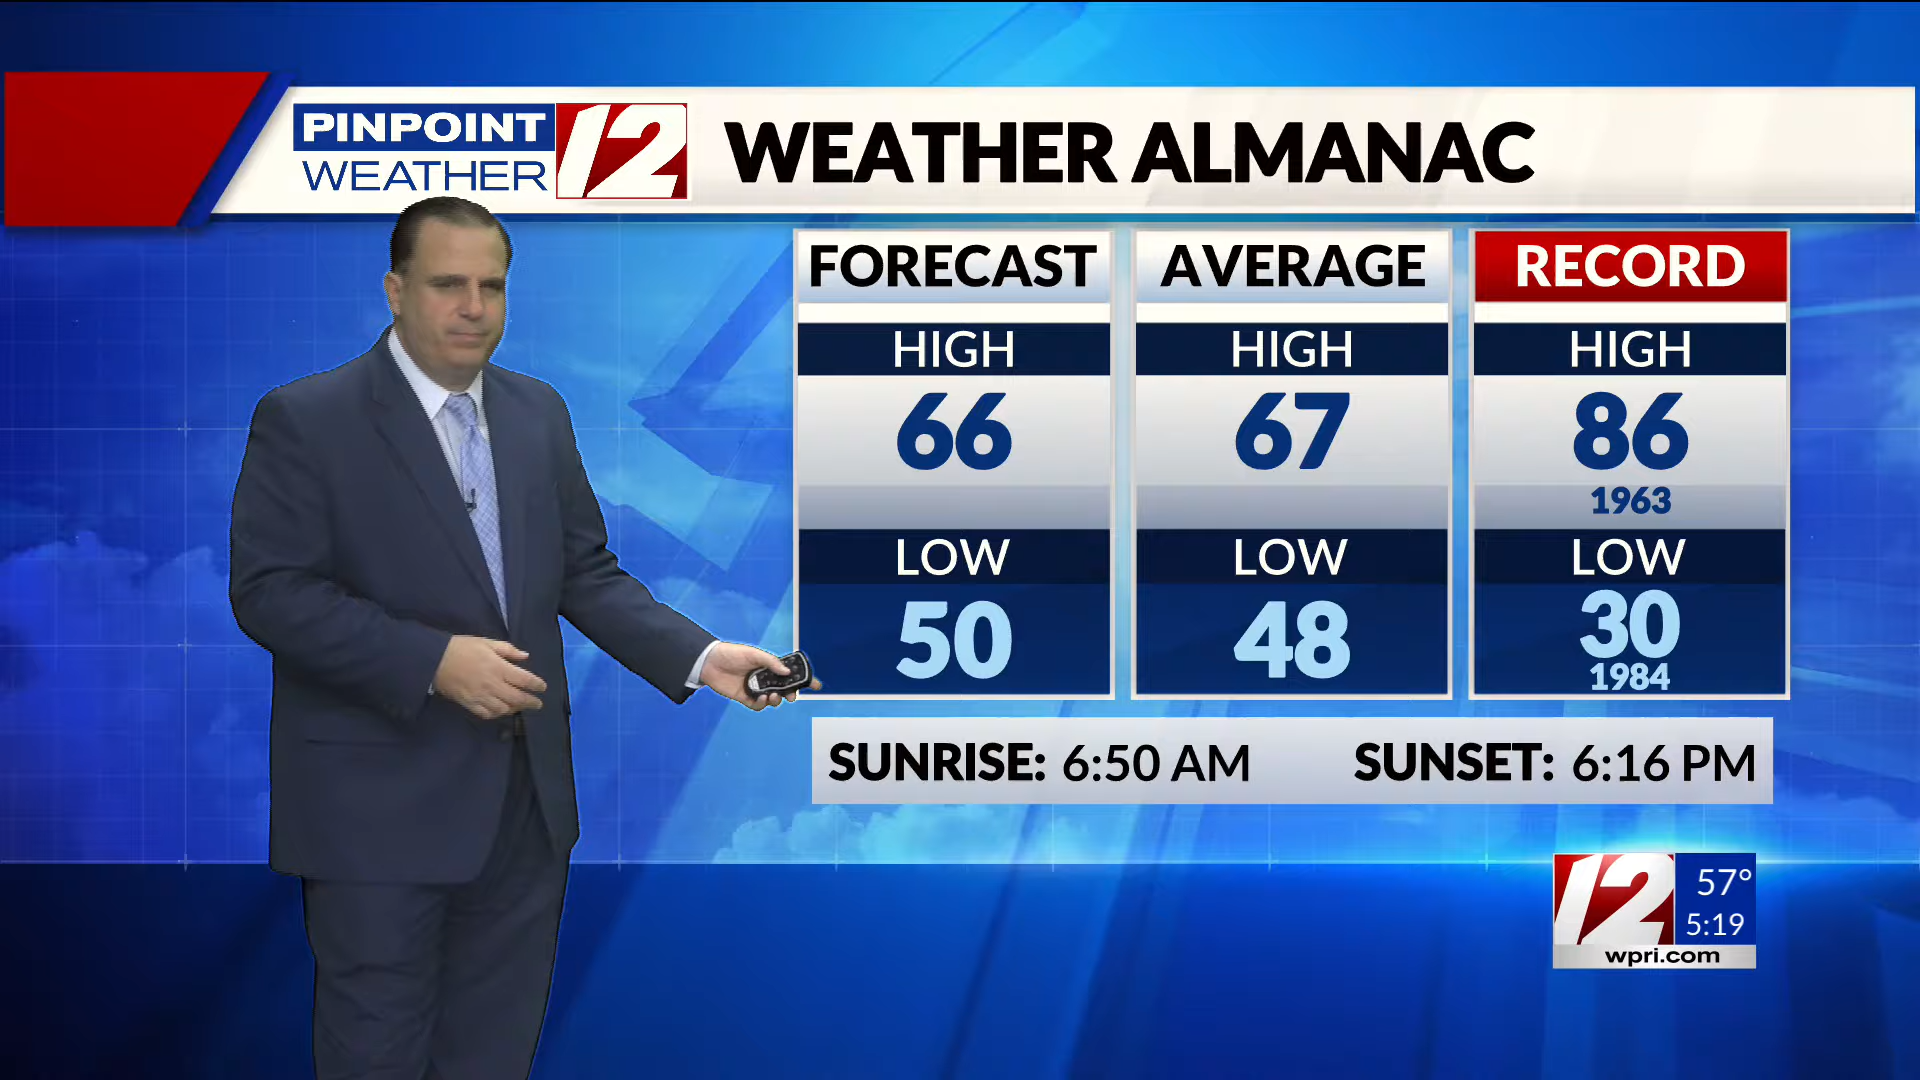 PINPOINT
WEATHER
12
WEATHER ALMANAC
FORECAST
HIGH
66
LOW
50
AVERAGE
HIGH
67
LOW
48
RECORD
HIGH
86
1963
LOW
30
1984
SUNRISE: 6:50 AM
SUNSET: 6:16 PM
12
57°
5:19
wpri.com